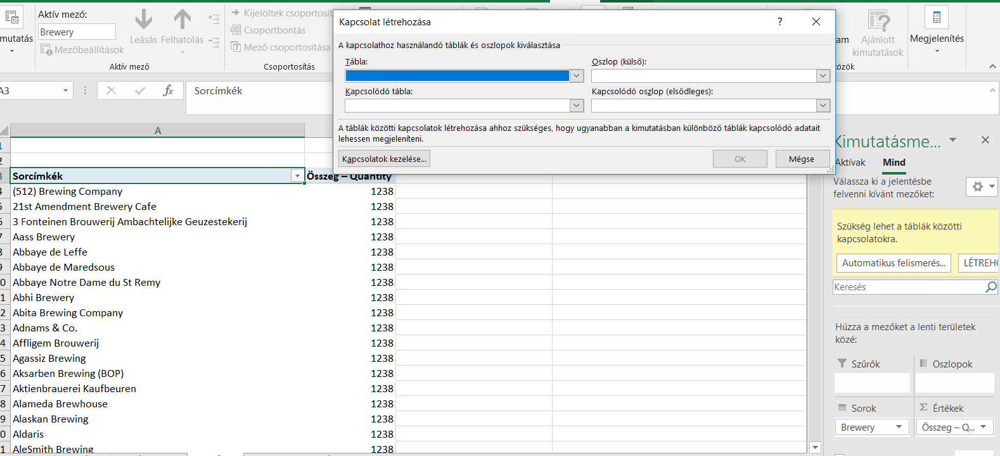 mutatás
Aktív mező:
Brewery
Mezőbeállítások
Leásás
Felhatolás
Aktív mező
Kijelöltek csoportosít
Csoportbontás
Mező csoportosítása
Csoportosítás
am
Ajánlott
kimutatások
közök
Megjelenítés
A3
fx
Sorcímkék
Kapcsolat létrehozása
?
A kapcsolathoz használandó táblák és oszlopok kiválasztása
Tábla:
Oszlop (külső):
Kapcsolódó tábla:
Kapcsolódó oszlop (elsődleges):
A táblák közötti kapcsolatok létrehozása ahhoz szükséges, hogy ugyanabban a kimutatásban különböző táblák kapcsolódó adatait
lehessen megjeleníteni.
Kapcsolatok kezelése...
OK
Mégse
A
1
2
3 Sorcímkék Összeg – Quantity
4 (512) Brewing Company 1238
5 21st Amendment Brewery Cafe 1238
6 3 Fonteinen Brouwerij Ambachtelijke Geuzestekerij 1238
7 Aass Brewery 1238
8 Abbaye de Leffe 1238
9 Abbaye de Maredsous 1238
0 Abbaye Notre Dame du St Remy 1238
1 Abhi Brewery 1238
2 Abita Brewing Company 1238
3 Adnams & Co. 1238
4 Affligem Brouwerij 1238
5 Agassiz Brewing 1238
6 Aksarben Brewing (BOP) 1238
7 Aktienbrauerei Kaufbeuren 1238
8 Alameda Brewhouse 1238
9 Alaskan Brewing 1238
0 Aldaris 1238
1 AleSmith Brewing 1238
Kimutatásme...
Aktívak
Mind
Válassza ki a jelentésbe
felvenni kívánt mezőket:
Szükség lehet a táblák közötti
kapcsolatokra.
Automatikus felismerés...
LÉTREHO
Keresés
Húzza a mezőket a lenti területek
közé:
Szűrők
Oszlopok
Sorok
Σ Értékek
Brewery
Összeg – Q...